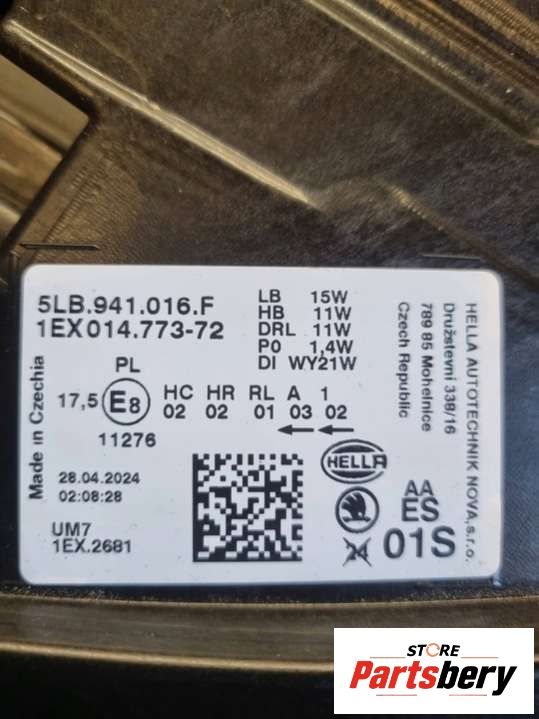 5LB.941.016.F
1EX014.773-72
LB 15W
HB 11W
DRL 11W
PO 1,4W
DI WY21W
PL
17,5 E8
HC HR RL A 1
02 02 01 03 02
11276
Made in Czechia
28.04.2024
02:08:28
UM7
1EX.2681
HELLA
AA
ES
01S
HELLA AUTOTECHNIK NOVA,s.r.o.
Družstevní 338/16
789 85 Mohelnice
Czech Republic
STORE
Partsbery